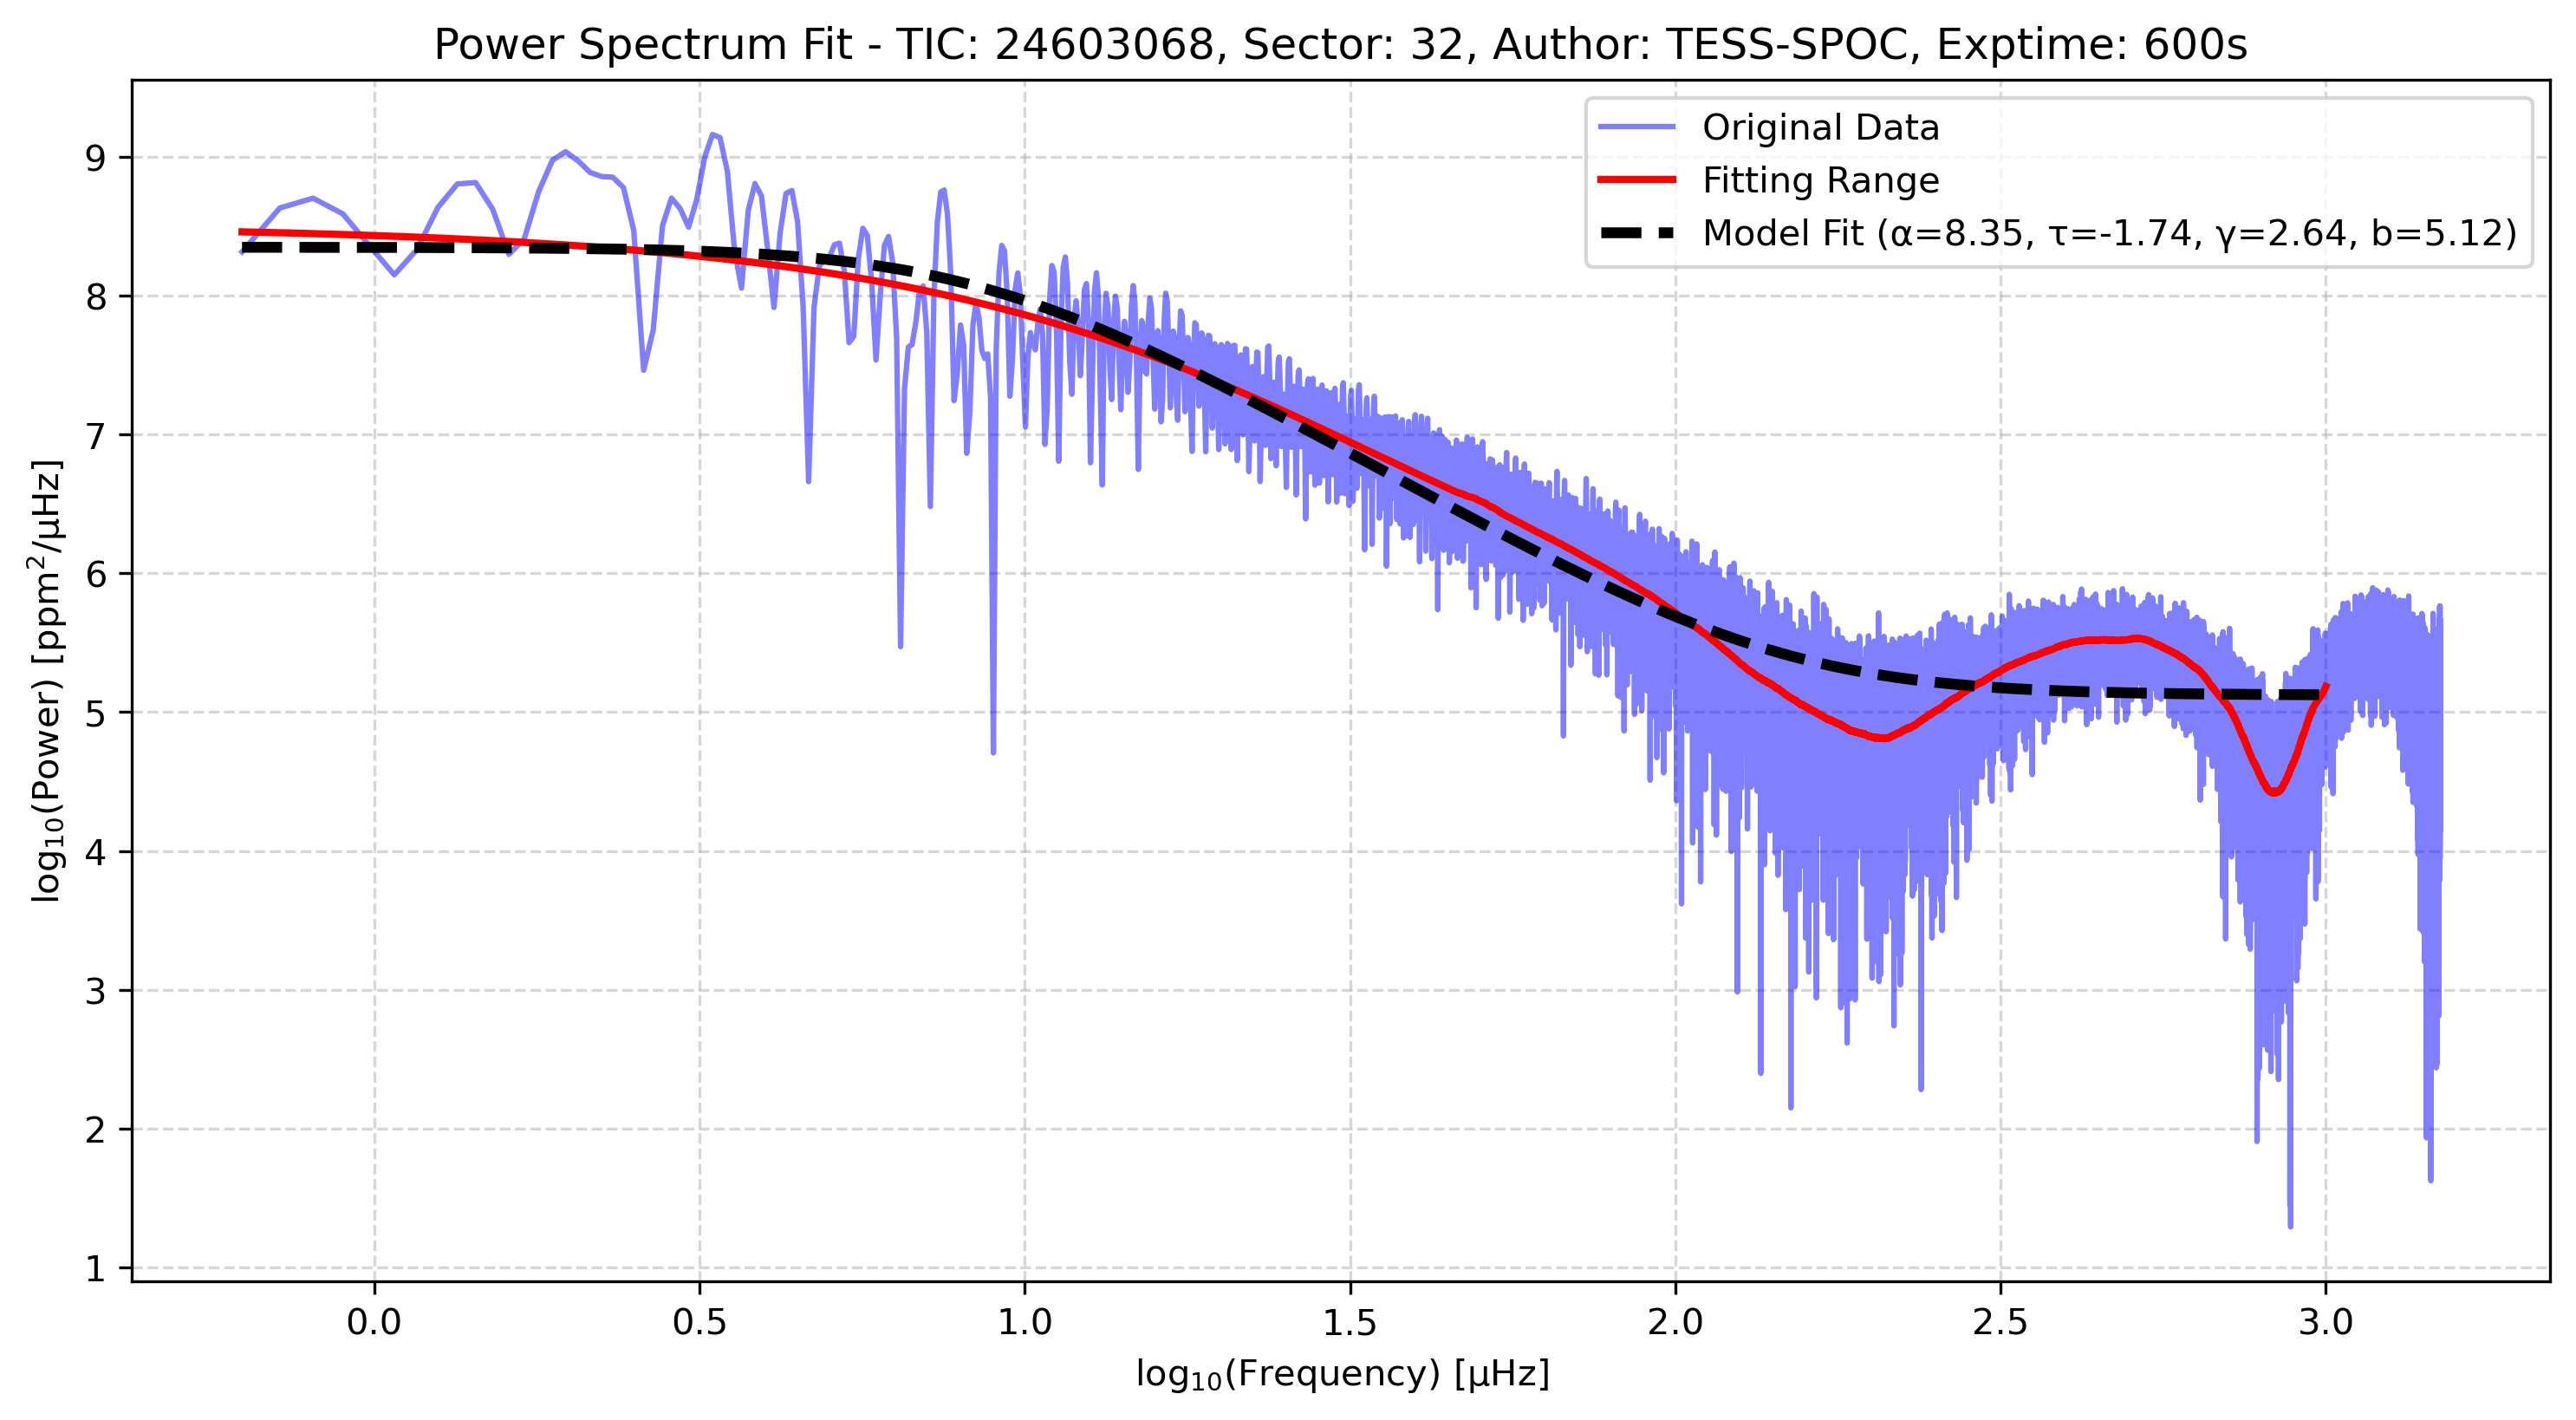 Power Spectrum Fit - TIC: 24603068, Sector: 32, Author: TESS-SPOC, Exptime: 600s
Original Data
Fitting Range
Model Fit (α=8.35, τ=-1.74, γ=2.64, b=5.12)
log₁₀(Power) [ppm²/μHz]
9
8
7
6
5
4
3
2
1
0.0 0.5 1.0 1.5 2.0 2.5 3.0
log₁₀(Frequency) [μHz]